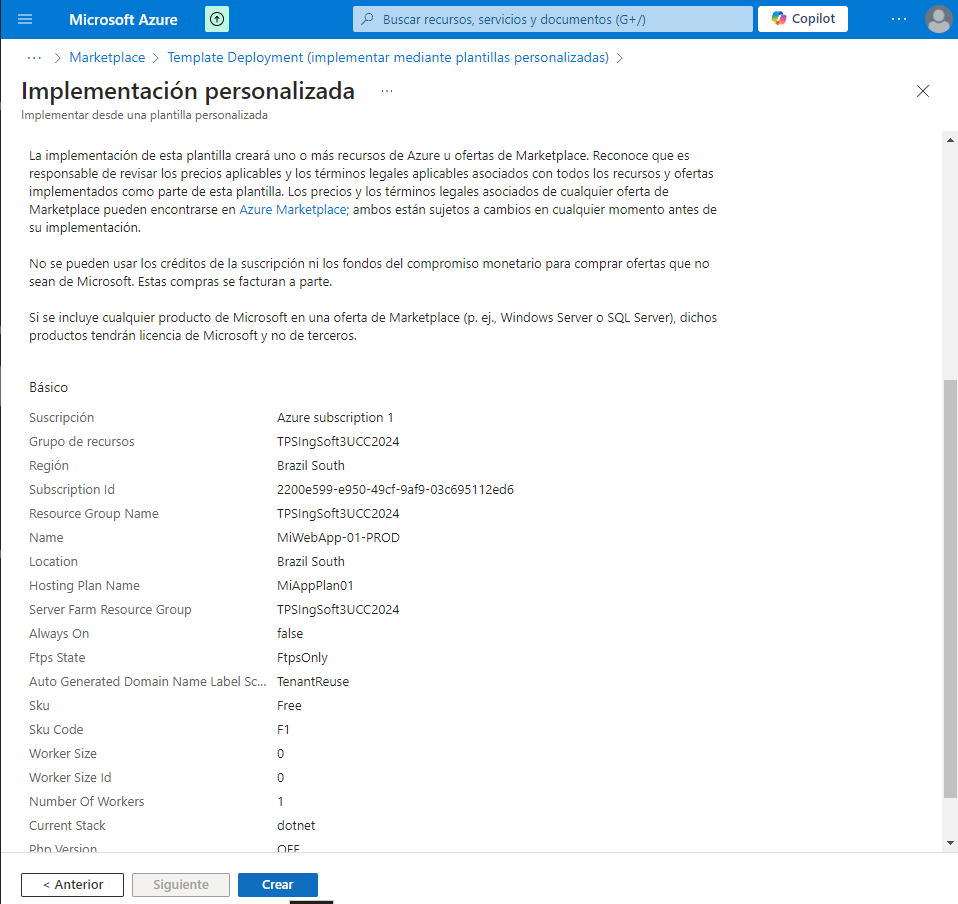 Microsoft Azure
Buscar recursos, servicios y documentos (G+/)
Copilot
...
... > Marketplace > Template Deployment (implementar mediante plantillas personalizadas) >
Implementación personalizada ...
Implementar desde una plantilla personalizada
La implementación de esta plantilla creará uno o más recursos de Azure u ofertas de Marketplace. Reconoce que es
responsable de revisar los precios aplicables y los términos legales aplicables asociados con todos los recursos y ofertas
implementados como parte de esta plantilla. Los precios y los términos legales asociados de cualquier oferta de
Marketplace pueden encontrarse en Azure Marketplace; ambos están sujetos a cambios en cualquier momento antes de
su implementación.
No se pueden usar los créditos de la suscripción ni los fondos del compromiso monetario para comprar ofertas que no
sean de Microsoft. Estas compras se facturan a parte.
Si se incluye cualquier producto de Microsoft en una oferta de Marketplace (p. ej., Windows Server o SQL Server), dichos
productos tendrán licencia de Microsoft y no de terceros.
Básico
Suscripción Azure subscription 1
Grupo de recursos TPSIngSoft3UCC2024
Región Brazil South
Subscription Id 2200e599-e950-49cf-9af9-03c695112ed6
Resource Group Name TPSIngSoft3UCC2024
Name MiWebApp-01-PROD
Location Brazil South
Hosting Plan Name MiAppPlan01
Server Farm Resource Group TPSIngSoft3UCC2024
Always On false
Ftps State FtpsOnly
Auto Generated Domain Name Label Sc... TenantReuse
Sku Free
Sku Code F1
Worker Size 0
Worker Size Id 0
Number Of Workers 1
Current Stack dotnet
Php Version OFF
< Anterior Siguiente Crear